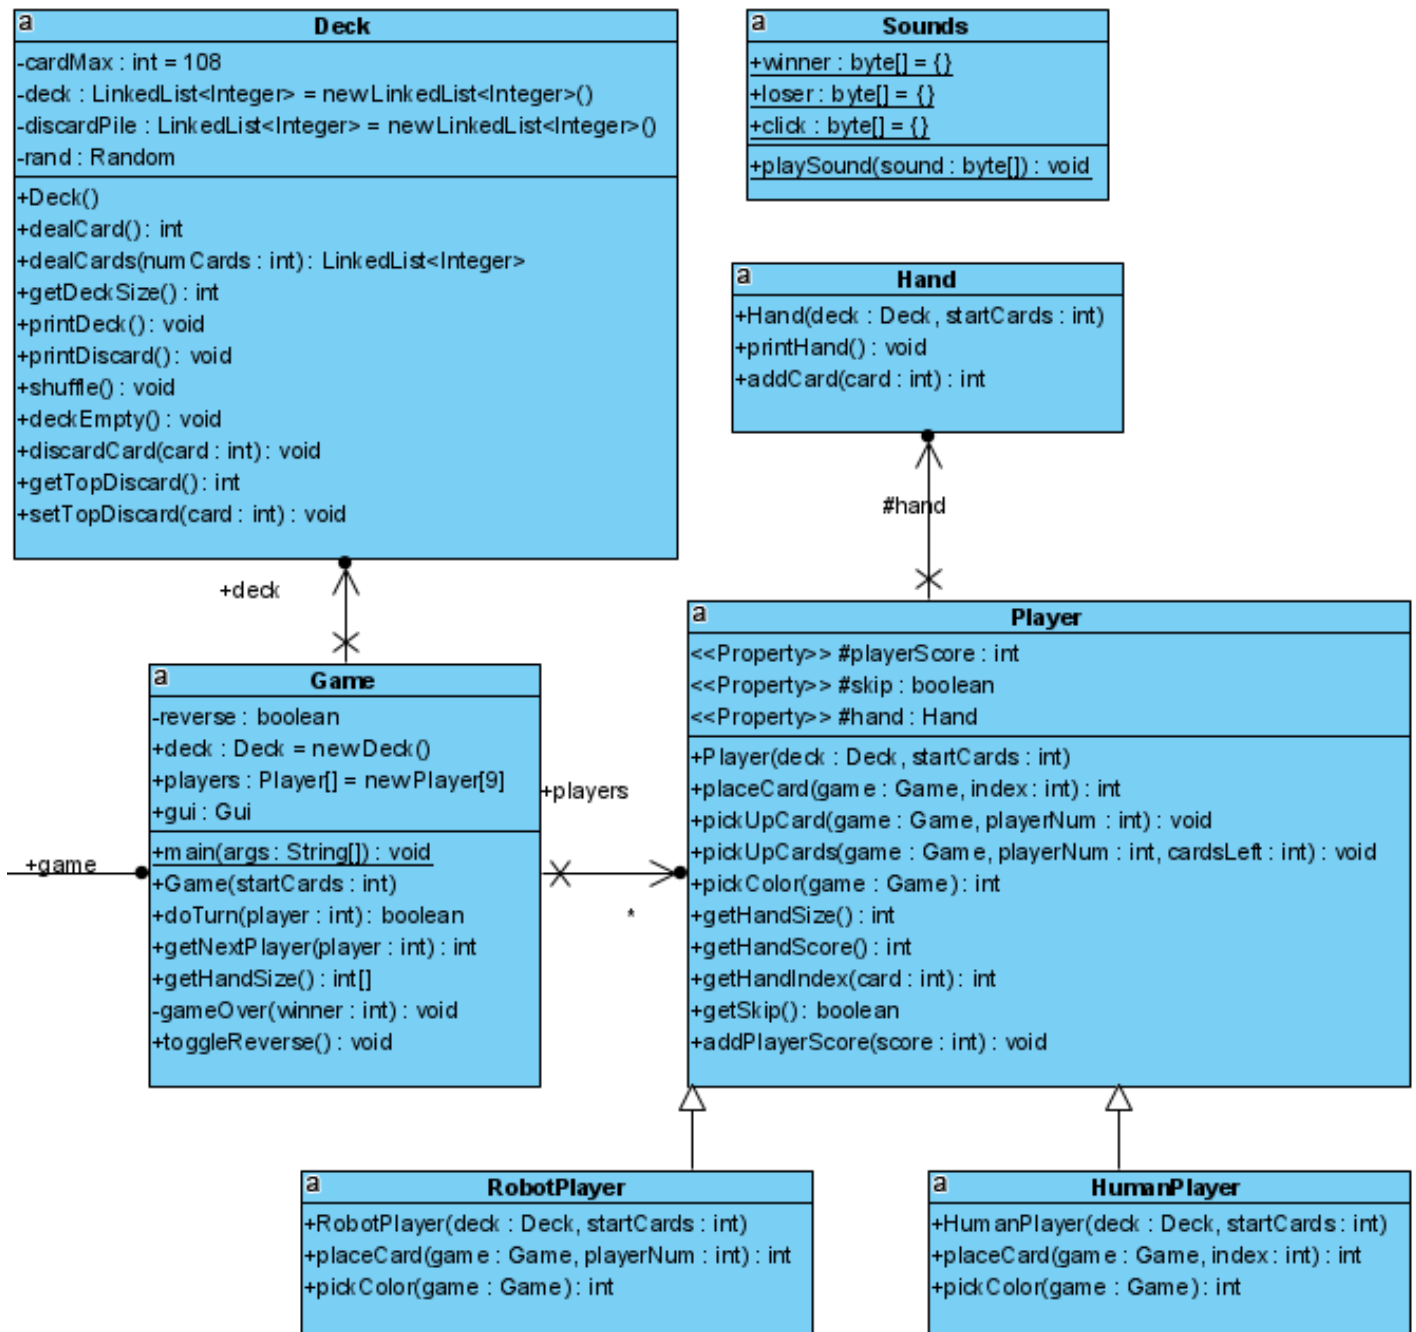 a
Deck
-cardMax : int = 108
-deck : LinkedList<Integer> = new LinkedList<Integer>()
-discardPile : LinkedList<Integer> = new LinkedList<Integer>()
-rand : Random
+Deck()
+dealCard() : int
+dealCards(numCards : int) : LinkedList<Integer>
+getDeckSize() : int
+printDeck() : void
+printDiscard() : void
+shuffle() : void
+deckEmpty() : void
+discardCard(card : int) : void
+getTopDiscard() : int
+setTopDiscard(card : int) : void
a
Sounds
+winner : byte[] = {}
+loser : byte[] = {}
+click : byte[] = {}
+playSound(sound : byte[]) : void
a
Hand
+Hand(deck : Deck, startCards : int)
+printHand() : void
+addCard(card : int) : int
#hand
+deck
a
Game
-reverse : boolean
+deck : Deck = new Deck()
+players : Player[] = new Player[9]
+gui : Gui
+main(args : String[]) : void
+Game(startCards : int)
+doTurn(player : int) : boolean
+getNextPlayer(player : int) : int
+getHandSize() : int[]
-gameOver(winner : int) : void
+toggleReverse() : void
+game
+players
*
a
Player
<<Property>> #playerScore : int
<<Property>> #skip : boolean
<<Property>> #hand : Hand
+Player(deck : Deck, startCards : int)
+placeCard(game : Game, index : int) : int
+pickUpCard(game : Game, playerNum : int) : void
+pickUpCards(game : Game, playerNum : int, cardsLeft : int) : void
+pickColor(game : Game) : int
+getHandSize() : int
+getHandScore() : int
+getHandIndex(card : int) : int
+getSkip() : boolean
+addPlayerScore(score : int) : void
a
RobotPlayer
+RobotPlayer(deck : Deck, startCards : int)
+placeCard(game : Game, playerNum : int) : int
+pickColor(game : Game) : int
a
HumanPlayer
+HumanPlayer(deck : Deck, startCards : int)
+placeCard(game : Game, index : int) : int
+pickColor(game : Game) : int